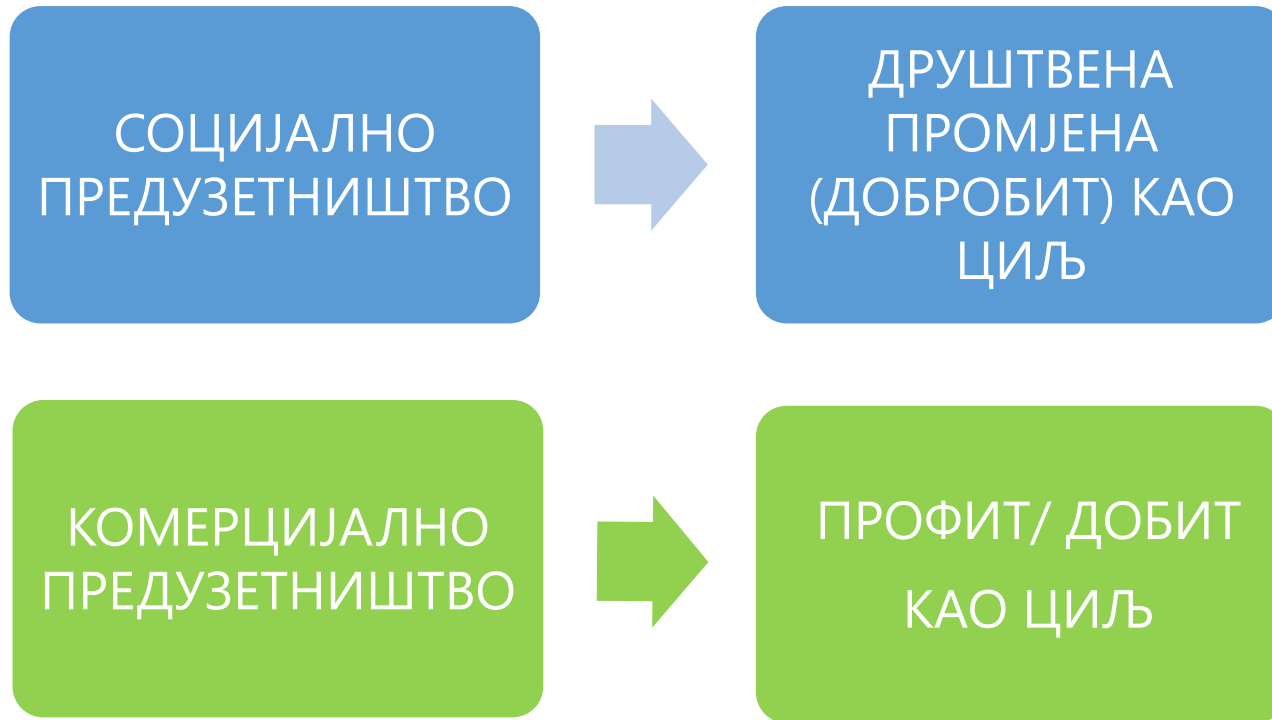 СОЦИЈАЛНО
ПРЕДУЗЕТНИШТВО
ДРУШТВЕНА
ПРОМЈЕНА
(ДОБРОБИТ) КАО
ЦИЉ
КОМЕРЦИЈАЛНО
ПРЕДУЗЕТНИШТВО
ПРОФИТ/ ДОБИТ
КАО ЦИЉ